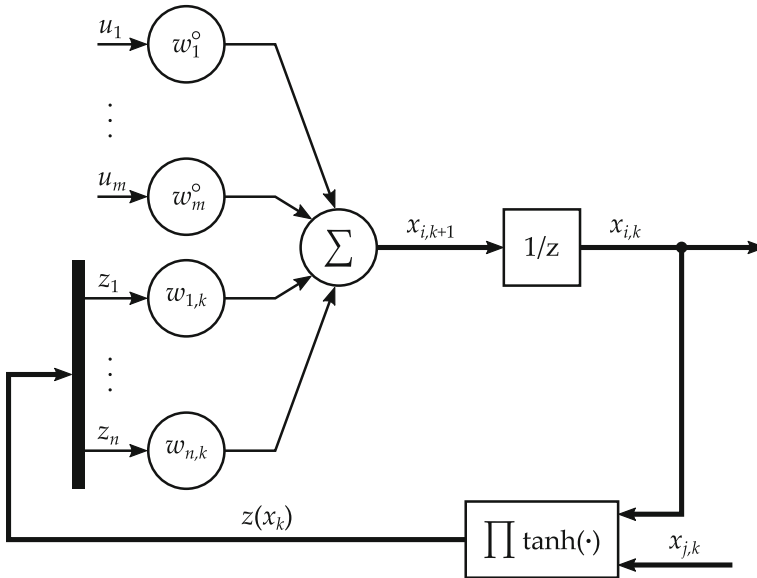 u₁
w₁°
⋮
uₘ
wₘ°
∑
xᵢ,ₖ₊₁
1/z
xᵢ,ₖ
z₁
w₁,ₖ
⋮
zₙ
wₙ,ₖ
z(xₖ)
∏ tanh(·)
xⱼ,ₖ